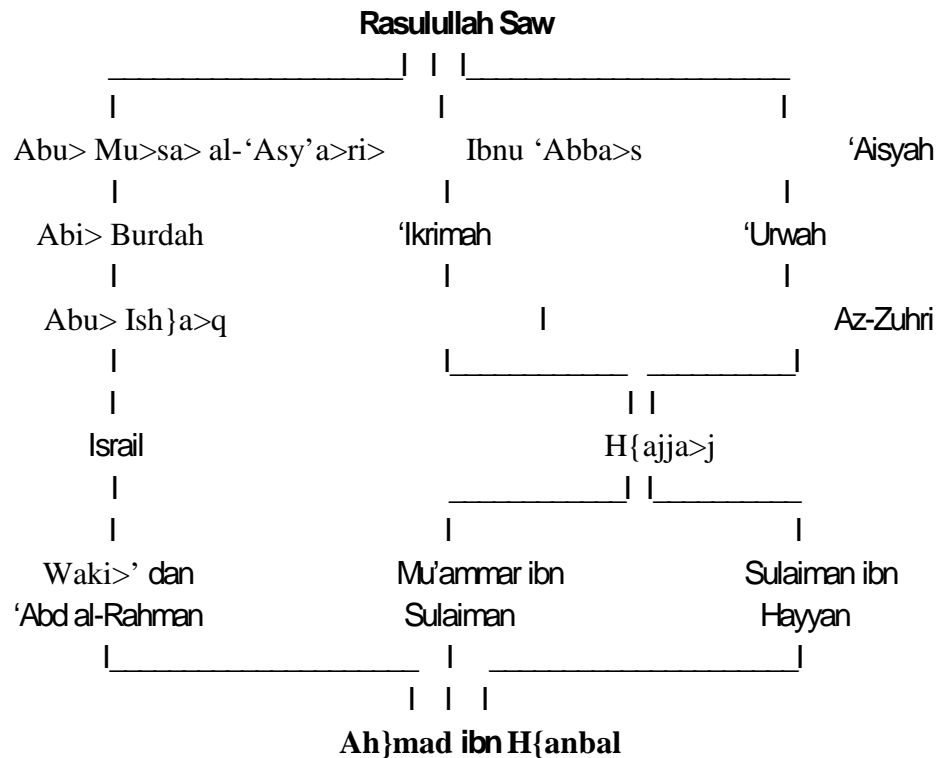 Rasulullah Saw
Abu> Mu>sa> al-‘Asy’a>ri> Ibnu ‘Abba>s ‘Aisyah
Abi> Burdah ‘Ikrimah ‘Urwah
Abu> Ish}a>q Az-Zuhri
Israil H{ajja>j
Waki>’ dan Mu’ammar ibn Sulaiman ibn
‘Abd al-Rahman Sulaiman Hayyan
Ah}mad ibn H{anbal